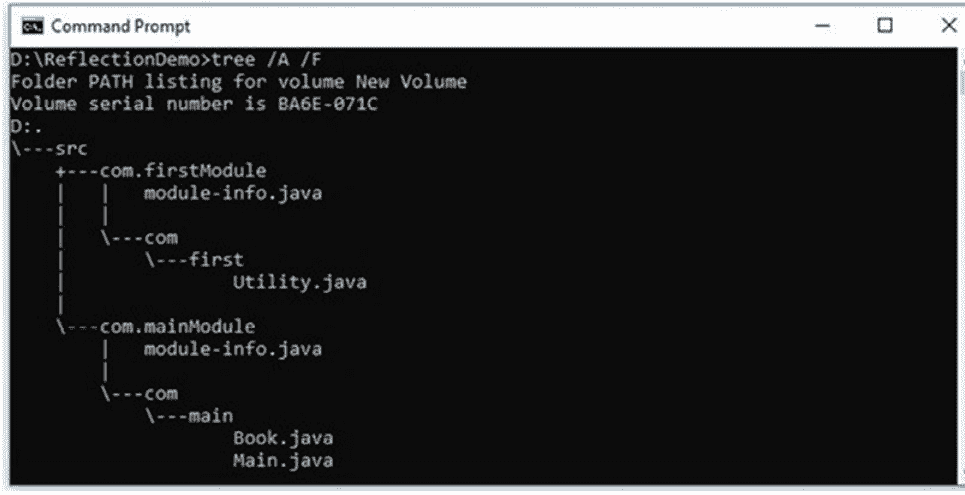 Command Prompt
D:\ReflectionDemo>tree /A /F
Folder PATH listing for volume New Volume
Volume serial number is BA6E-071C
D:.
\---src
    +---com.firstModule
    |   |   module-info.java
    |   |
    |   \---com
    |       \---first
    |               Utility.java
    |
    \---com.mainModule
        |   module-info.java
        |
        \---com
            \---main
                    Book.java
                    Main.java